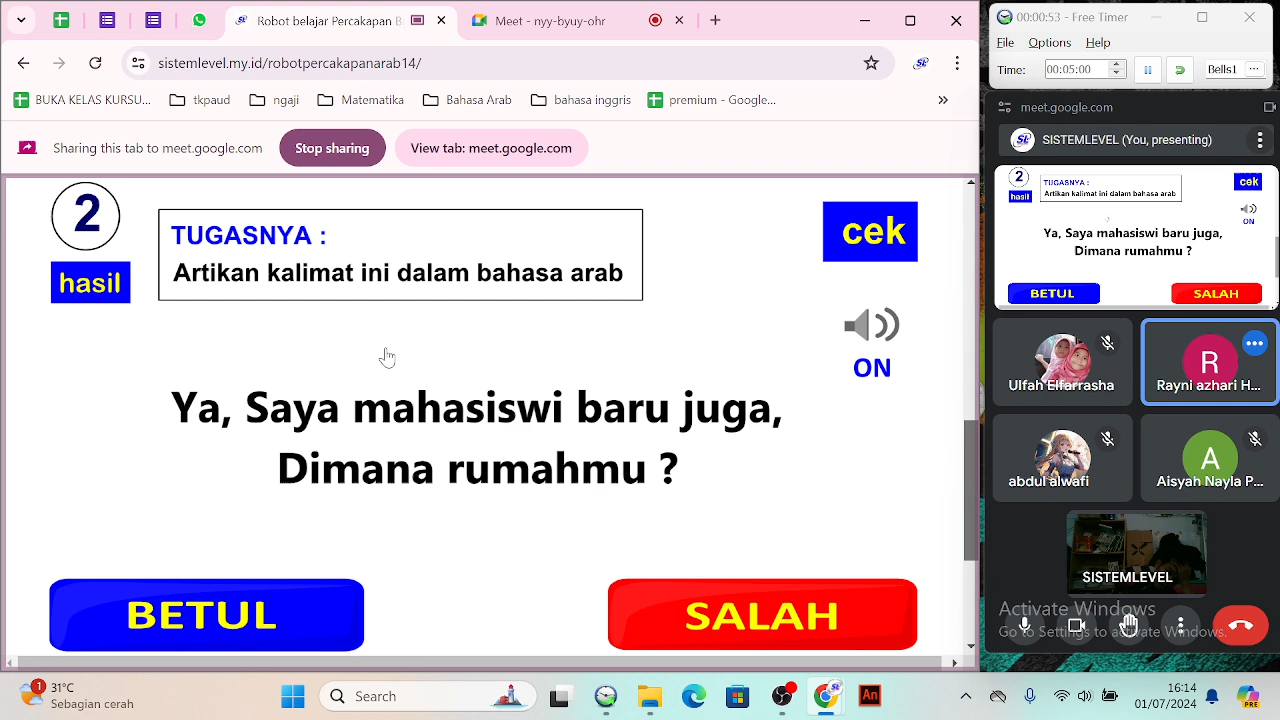 Robot belajar Percakapan B
Meet - nyy-byuy-ohr
sistemlevel.my.id/robotpercakapanarab14/
BUKA KELAS KURSU...
tkpaud
ngaji
Matematika
Bahasa Arab
bahasa inggris
premium - Google...
Sharing this tab to meet.google.com
Stop sharing
View tab: meet.google.com
2
hasil
TUGASNYA :
Artikan kalimat ini dalam bahasa arab
cek
ON
Ya, Saya mahasiswi baru juga,
Dimana rumahmu ?
BETUL
SALAH
00:00:53 - Free Timer
File Options Help
Time: 00:05:00
Bells1
meet.google.com
SISTEMLEVEL (You, presenting)
2
hasil
TUGASNYA :
Artikan kalimat ini dalam bahasa arab
cek
ON
Ya, Saya mahasiswi baru juga,
Dimana rumahmu ?
BETUL
SALAH
Ulfah Elfarrasha
R
Rayni azhari H...
abdul alwafi
A
Aisyah Nayla P...
SISTEMLEVEL
Activate Windows
Go to Settings to activate Windows.
1
31°C
Sebagian cerah
Search
An
16:14
01/07/2024
PRE